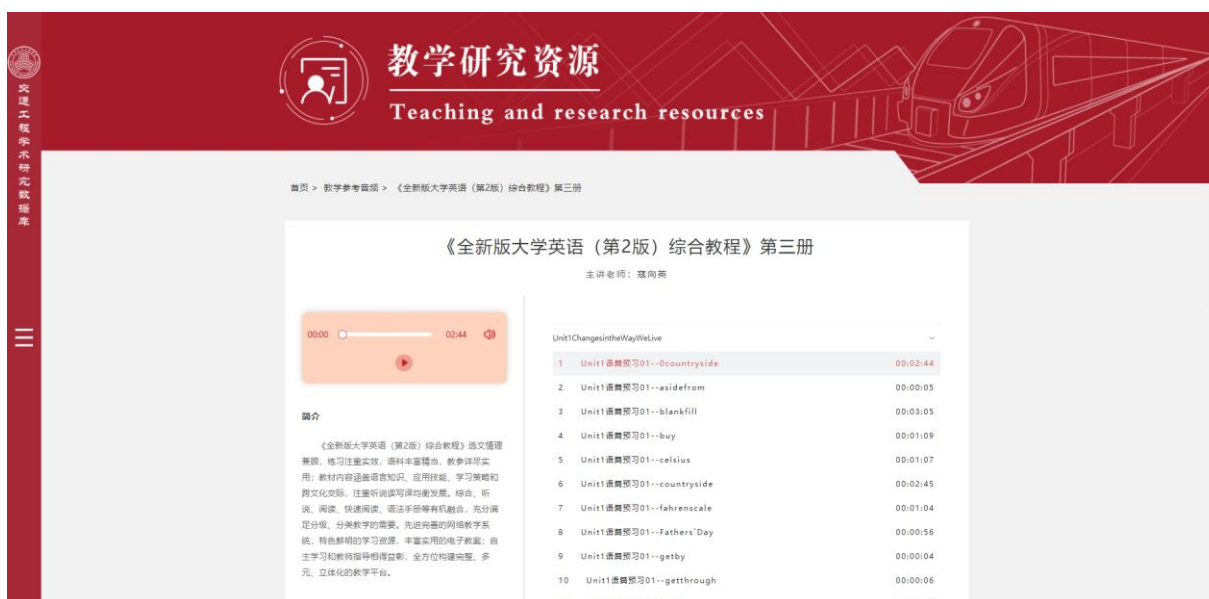 交通工程学术研究数据库
教学研究资源
Teaching and research resources
首页 > 教学参考音频 > 《全新版大学英语（第2版）综合教程》第三册
《全新版大学英语（第2版）综合教程》第三册
主讲老师：寇向英
00:00 02:44
简介
《全新版大学英语（第2版）综合教程》选文情理
兼顾，练习注重实效，语料丰富精当，教参详尽实
用；教材内容涵盖语言知识、应用技能、学习策略和
跨文化交际，注重听说读写译均衡发展。综合、听
说、阅读、快速阅读、语法手册等有机融合，充分满
足分级、分类教学的需要。先进完善的网络教学系
统，特色鲜明的学习资源，丰富实用的电子教案；自
主学习和教师指导相得益彰，全方位构建完整、多
元、立体化的教学平台。
Unit1ChangesintheWayWeLive
1 Unit1语篇预习01--0countryside 00:02:44
2 Unit1语篇预习01--asidefrom 00:00:05
3 Unit1语篇预习01--blankfill 00:03:05
4 Unit1语篇预习01--buy 00:01:09
5 Unit1语篇预习01--celsius 00:01:07
6 Unit1语篇预习01--countryside 00:02:45
7 Unit1语篇预习01--fahrenscale 00:01:04
8 Unit1语篇预习01--Fathers`Day 00:00:56
9 Unit1语篇预习01--getby 00:00:04
10 Unit1语篇预习01--getthrough 00:00:06